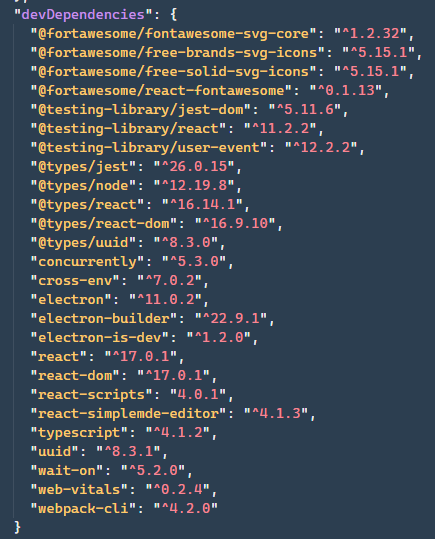 "devDependencies": {
"@fortawesome/fontawesome-svg-core": "^1.2.32",
"@fortawesome/free-brands-svg-icons": "^5.15.1",
"@fortawesome/free-solid-svg-icons": "^5.15.1",
"@fortawesome/react-fontawesome": "^0.1.13",
"@testing-library/jest-dom": "^5.11.6",
"@testing-library/react": "^11.2.2",
"@testing-library/user-event": "^12.2.2",
"@types/jest": "^26.0.15",
"@types/node": "^12.19.8",
"@types/react": "^16.14.1",
"@types/react-dom": "^16.9.10",
"@types/uuid": "^8.3.0",
"concurrently": "^5.3.0",
"cross-env": "^7.0.2",
"electron": "^11.0.2",
"electron-builder": "^22.9.1",
"electron-is-dev": "^1.2.0",
"react": "^17.0.1",
"react-dom": "^17.0.1",
"react-scripts": "4.0.1",
"react-simplemde-editor": "^4.1.3",
"typescript": "^4.1.2",
"uuid": "^8.3.1",
"wait-on": "^5.2.0",
"web-vitals": "^0.2.4",
"webpack-cli": "^4.2.0"
}